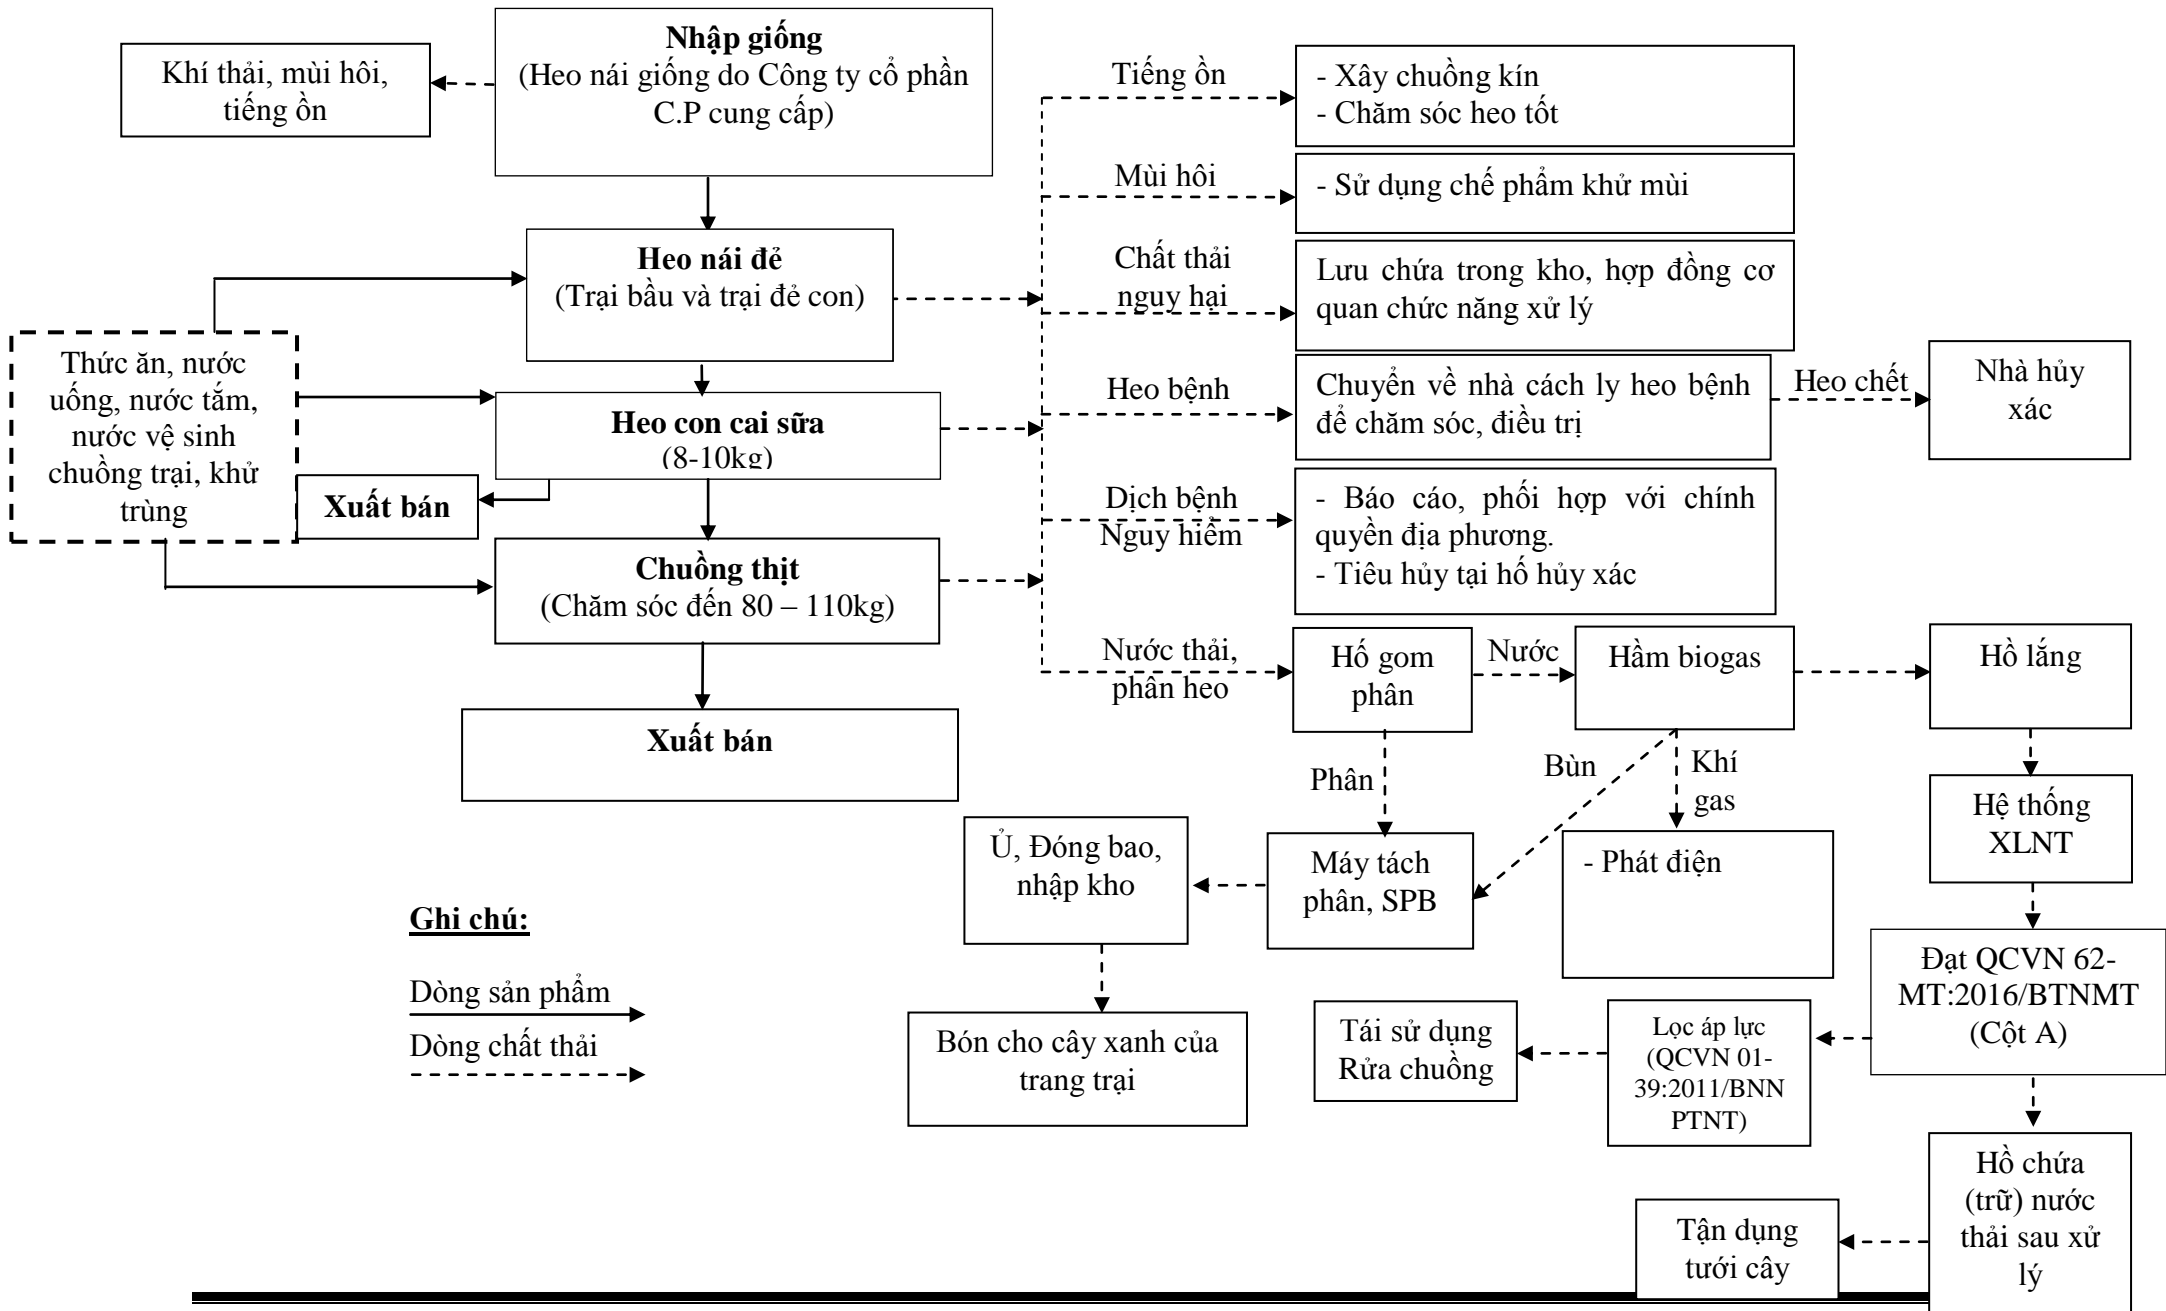 Nhập giống
(Heo nái giống do Công ty cổ phần
C.P cung cấp)
Khí thải, mùi hôi,
tiếng ồn
Tiếng ồn
- Xây chuồng kín
- Chăm sóc heo tốt
Mùi hôi
- Sử dụng chế phẩm khử mùi
Heo nái đẻ
(Trại bầu và trại đẻ con)
Chất thải
nguy hại
Lưu chứa trong kho, hợp đồng cơ
quan chức năng xử lý
Thức ăn, nước
uống, nước tắm,
nước vệ sinh
chuồng trại, khử
trùng
Heo con cai sữa
(8-10kg)
Heo bệnh
Chuyển về nhà cách ly heo bệnh
để chăm sóc, điều trị
Heo chết
Nhà hủy
xác
Xuất bán
Dịch bệnh
Nguy hiểm
- Báo cáo, phối hợp với chính
quyền địa phương.
- Tiêu hủy tại hố hủy xác
Chuồng thịt
(Chăm sóc đến 80 – 110kg)
Nước thải,
phân heo
Hố gom
phân
Nước
Hầm biogas
Hồ lắng
Xuất bán
Phân
Bùn
Khí
gas
Hệ thống
XLNT
Ủ, Đóng bao,
nhập kho
Máy tách
phân, SPB
- Phát điện
Ghi chú:
Dòng sản phẩm
Dòng chất thải
Đạt QCVN 62-
MT:2016/BTNMT
(Cột A)
Bón cho cây xanh của
trang trại
Tái sử dụng
Rửa chuồng
Lọc áp lực
(QCVN 01-
39:2011/BNN
PTNT)
Hồ chứa
(trữ) nước
thải sau xử
lý
Tận dụng
tưới cây